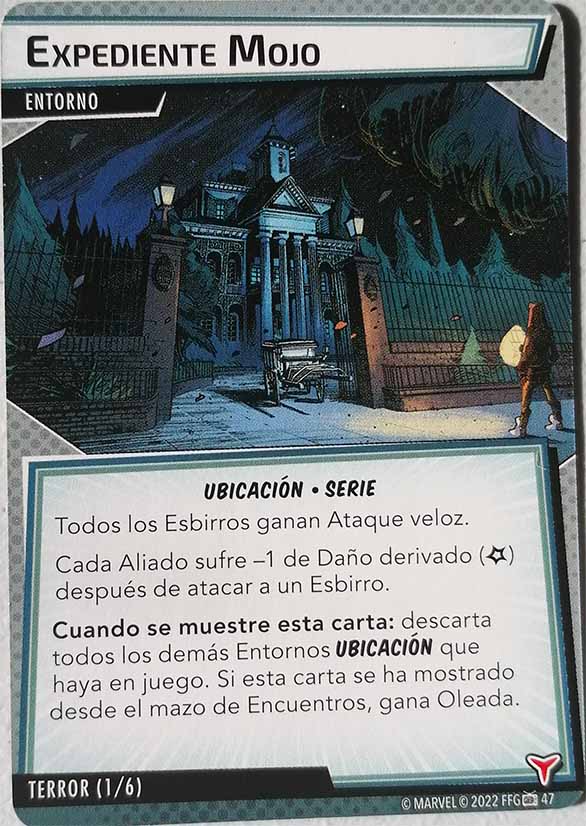 EXPEDIENTE MOJO
ENTORNO
UBICACIÓN • SERIE
Todos los Esbirros ganan Ataque veloz.
Cada Aliado sufre –1 de Daño derivado ()
después de atacar a un Esbirro.
Cuando se muestre esta carta: descarta
todos los demás Entornos UBICACIÓN que
haya en juego. Si esta carta se ha mostrado
desde el mazo de Encuentros, gana Oleada.
TERROR (1/6)
© MARVEL © 2022 FFG 47